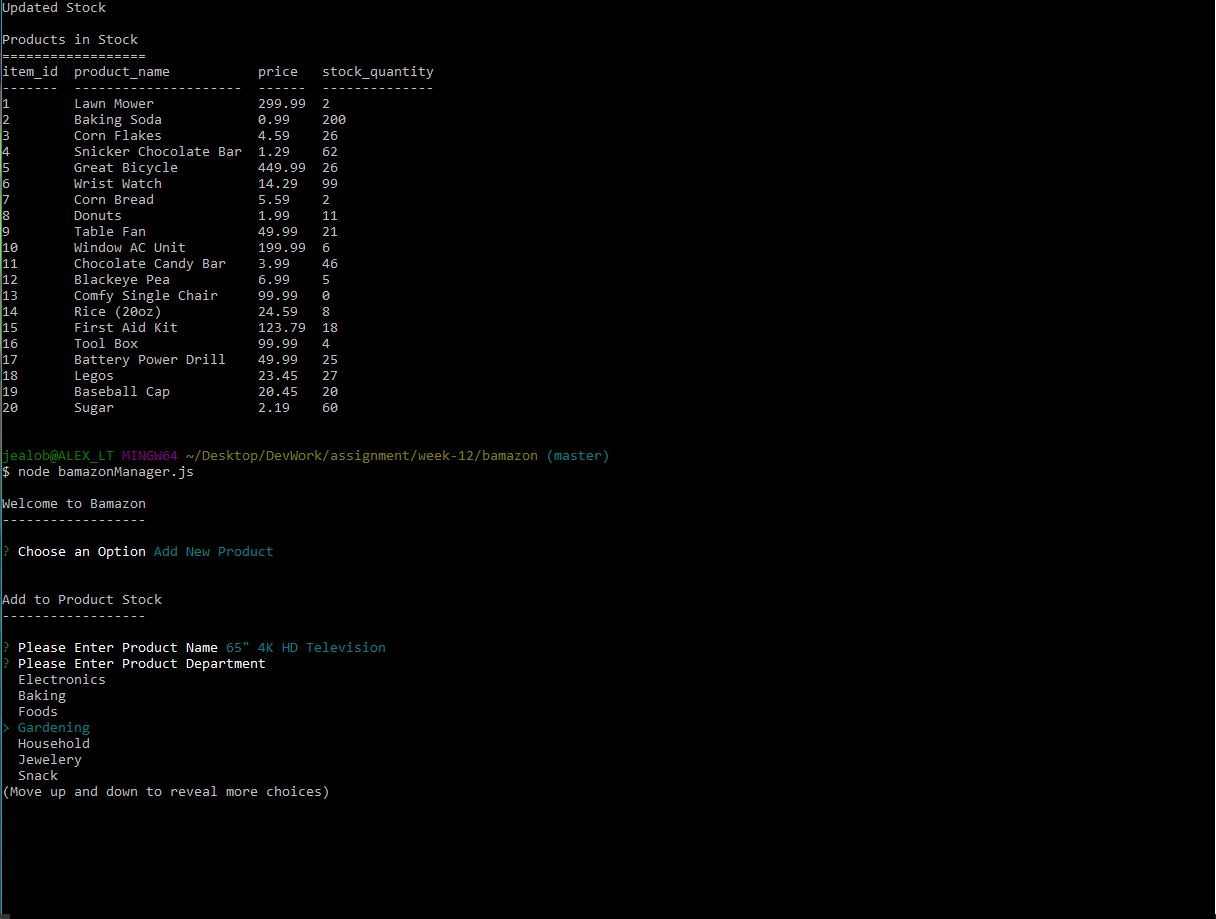 Updated Stock
Products in Stock
==================
item_id  product_name           price   stock_quantity
-------  ---------------------  ------  --------------
1        Lawn Mower             299.99  2
2        Baking Soda            0.99    200
3        Corn Flakes            4.59    26
4        Snicker Chocolate Bar  1.29    62
5        Great Bicycle          449.99  26
6        Wrist Watch            14.29   99
7        Corn Bread             5.59    2
8        Donuts                 1.99    11
9        Table Fan              49.99   21
10       Window AC Unit         199.99  6
11       Chocolate Candy Bar    3.99    46
12       Blackeye Pea           6.99    5
13       Comfy Single Chair     99.99   0
14       Rice (20oz)            24.59   8
15       First Aid Kit          123.79  18
16       Tool Box               99.99   4
17       Battery Power Drill    49.99   25
18       Legos                  23.45   27
19       Baseball Cap           20.45   20
20       Sugar                  2.19    60
jealob@ALEX_LT MINGW64 ~/Desktop/DevWork/assignment/week-12/bamazon (master)
$ node bamazonManager.js
Welcome to Bamazon
------------------
? Choose an Option Add New Product
Add to Product Stock
------------------
? Please Enter Product Name 65" 4K HD Television
? Please Enter Product Department
  Electronics
  Baking
  Foods
> Gardening
  Household
  Jewelery
  Snack
(Move up and down to reveal more choices)